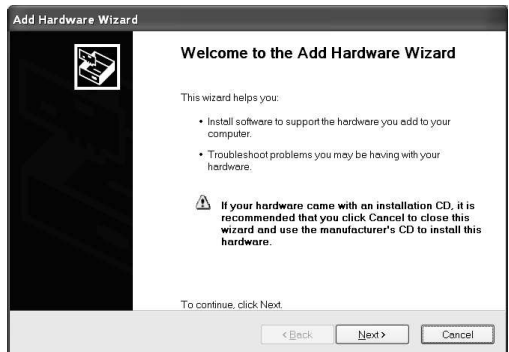 Add Hardware Wizard
Welcome to the Add Hardware Wizard
This wizard helps you:
• Install software to support the hardware you add to your
computer.
• Troubleshoot problems you may be having with your
hardware.
If your hardware came with an installation CD, it is
recommended that you click Cancel to close this
wizard and use the manufacturer's CD to install this
hardware.
To continue, click Next.
< Back
Next >
Cancel